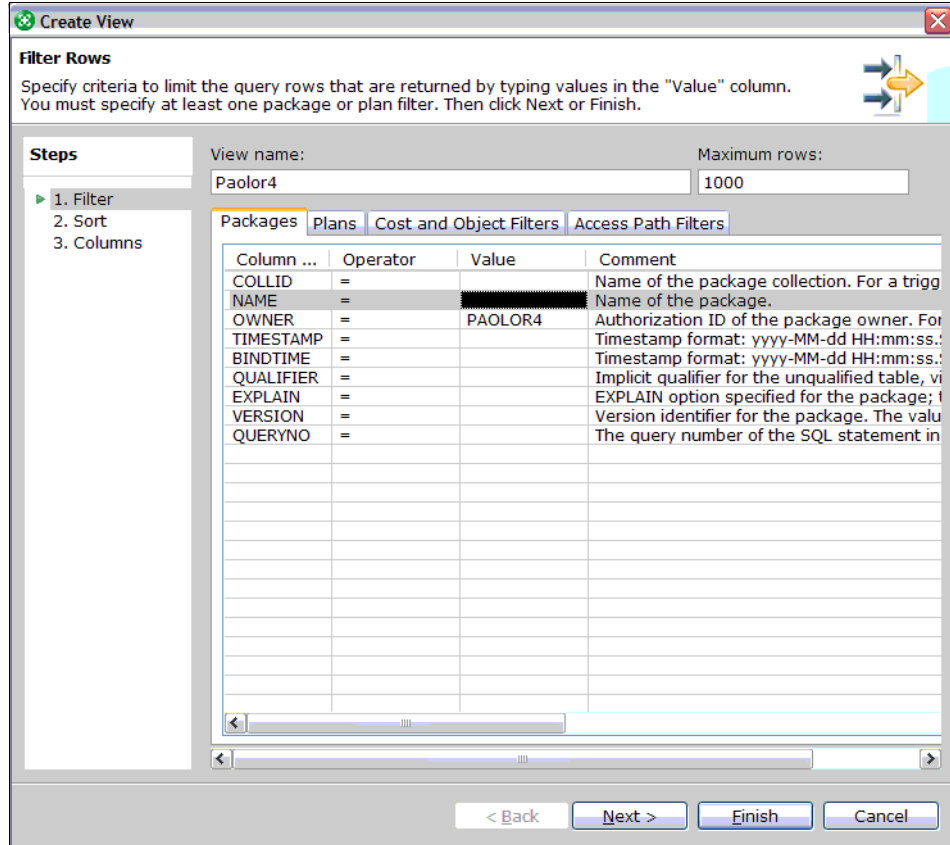 Create View
Filter Rows
Specify criteria to limit the query rows that are returned by typing values in the "Value" column.
You must specify at least one package or plan filter. Then click Next or Finish.
Steps
1. Filter
2. Sort
3. Columns
View name:
Maximum rows:
Paolor4
1000
Packages Plans Cost and Object Filters Access Path Filters
Column ... Operator Value Comment
COLLID = Name of the package collection. For a trigg
NAME = Name of the package.
OWNER = PAOLOR4 Authorization ID of the package owner. For
TIMESTAMP = Timestamp format: yyyy-MM-dd HH:mm:ss.S
BINDTIME = Timestamp format: yyyy-MM-dd HH:mm:ss.S
QUALIFIER = Implicit qualifier for the unqualified table, vi
EXPLAIN = EXPLAIN option specified for the package; t
VERSION = Version identifier for the package. The valu
QUERYNO = The query number of the SQL statement in
< Back Next > Finish Cancel